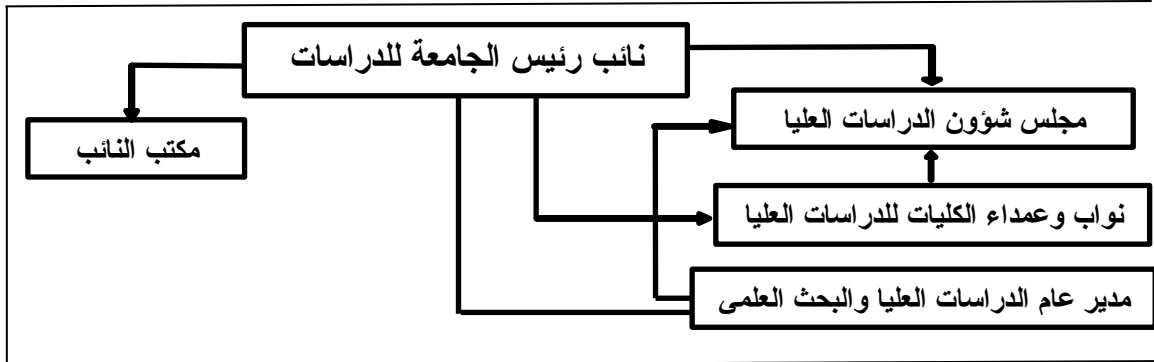 نائب رئيس الجامعة للدراسات
مجلس شؤون الدراسات العليا
مكتب النائب
نواب وعمداء الكليات للدراسات العليا
مدير عام الدراسات العليا والبحث العلمى